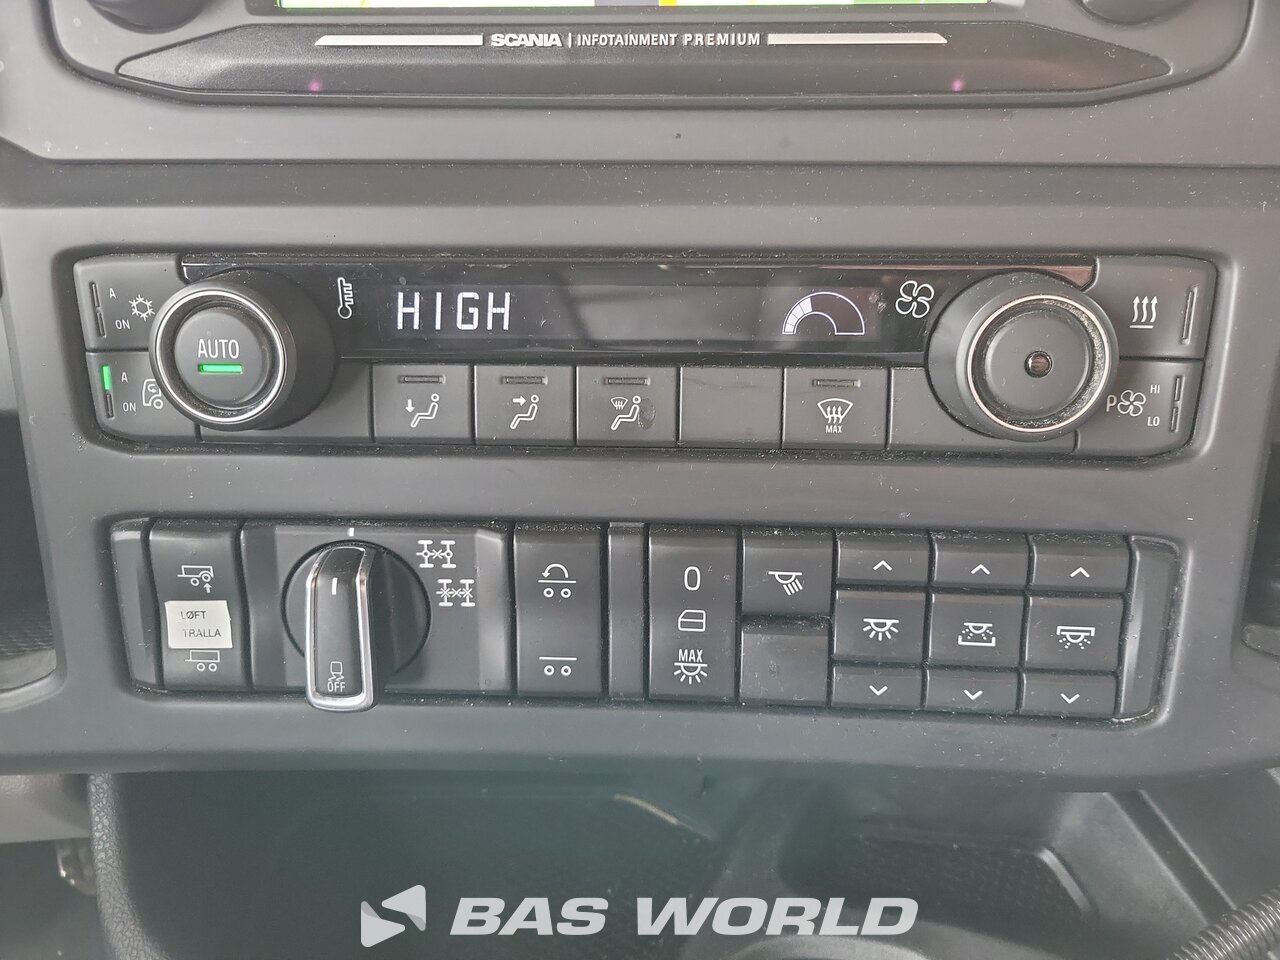 SCANIA | INFOTAINMENT PREMIUM
A
ON
AUTO
HIGH
A
ON
P HI
LO
MAX
LØFT
TRALLA
OFF
0
MAX
BAS WORLD